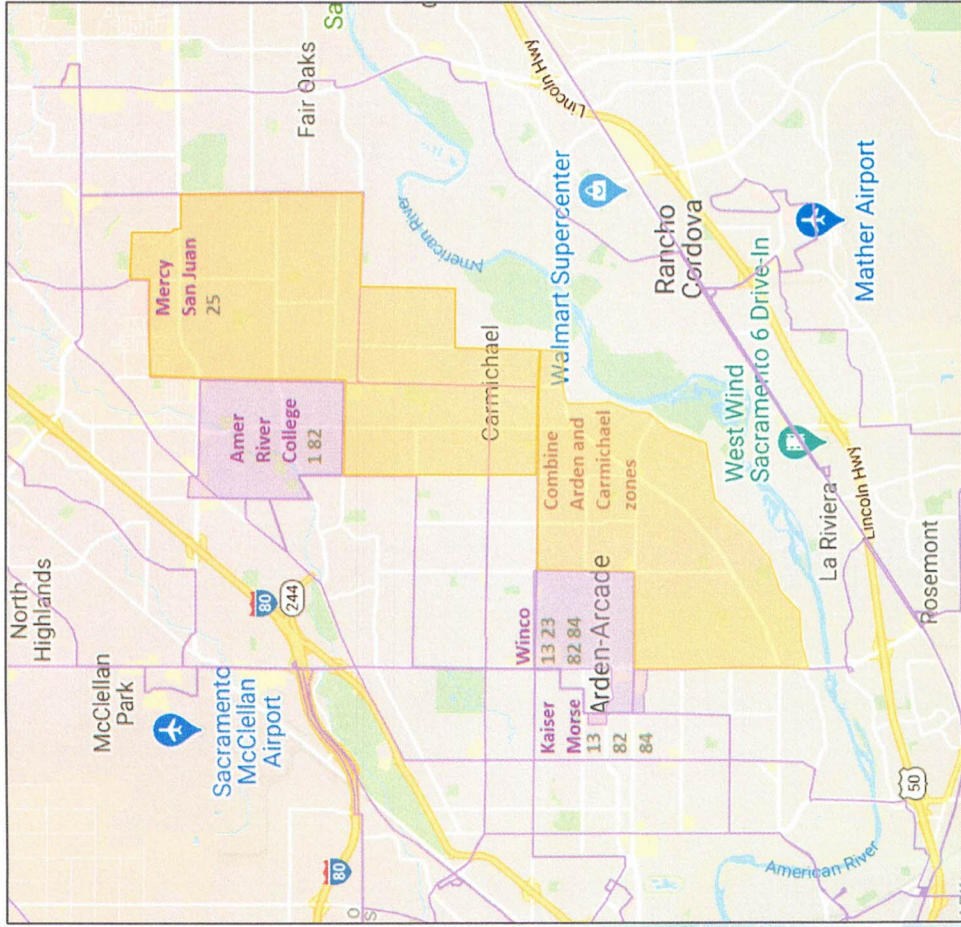 North
Highlands
McClellan
Park
Sacramento
McClellan
Airport
80
244
80
Mercy
San Juan
25
Fair Oaks
Sa
Amer
River
College
1 82
American River
Carmichael
Winco
13 23
82 84
Kaiser
Morse
13
82
84
Arden-Arcade
Combine
Arden and
Carmichael
zones
Walmart Supercenter
Lincoln Hwy
Rancho
Cordova
West Wind
Sacramento 6 Drive-In
Mather Airport
La Riviera
Lincoln Hwy
Rosemont
American River
50